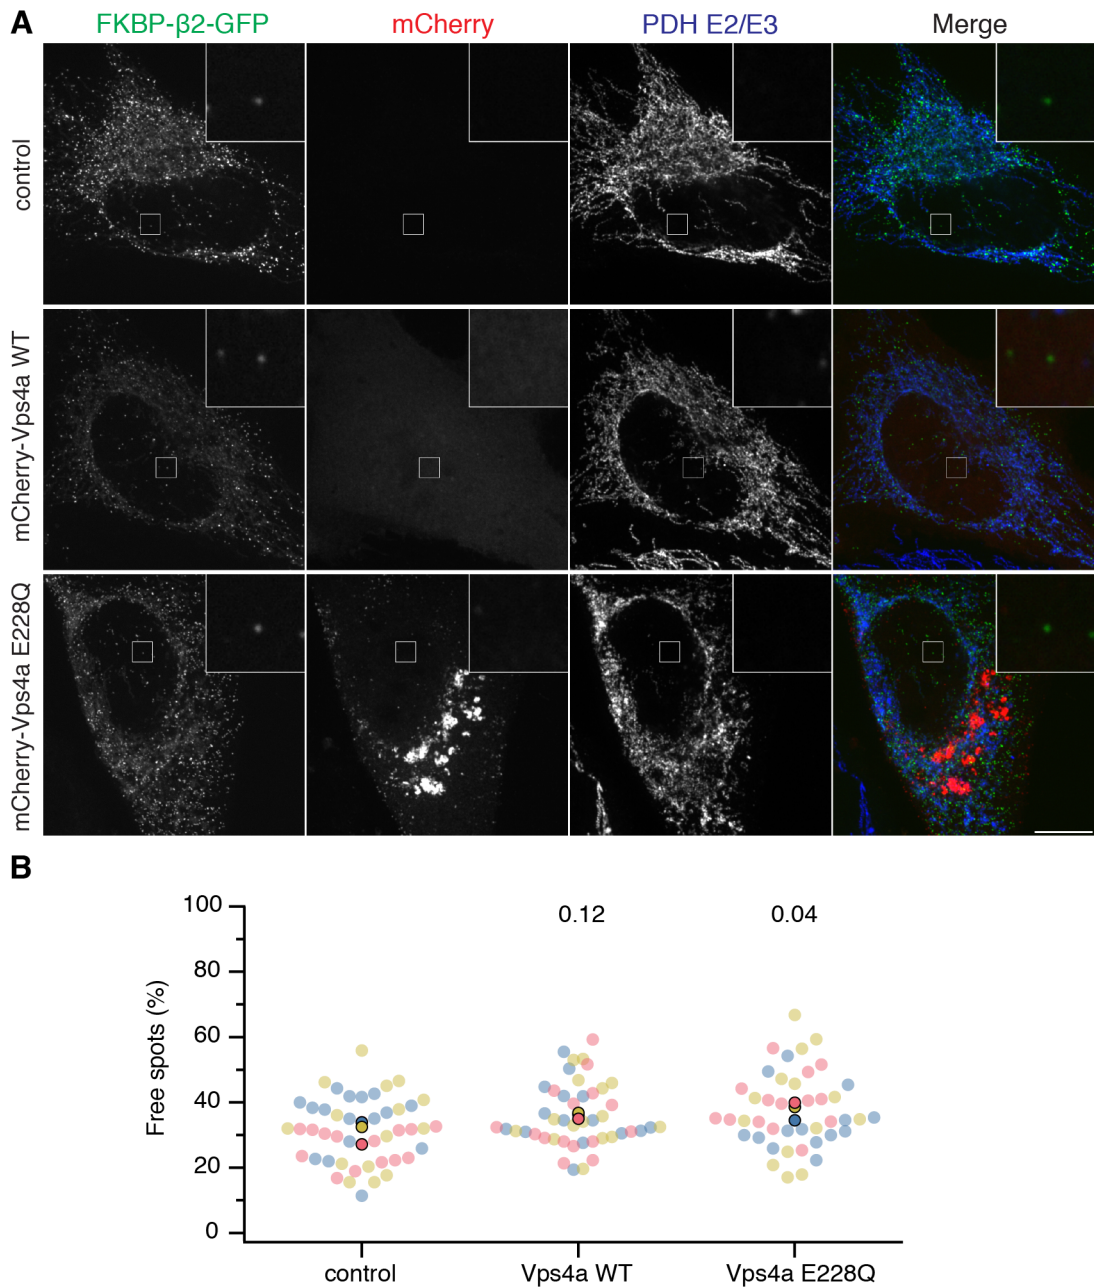 A
FKBP-β2-GFP mCherry PDH E2/E3 Merge
control
mCherry-Vps4a WT
mCherry-Vps4a E228Q
B
0.12 0.04
Free spots (%)
100
80
60
40
20
0
control Vps4a WT Vps4a E228Q